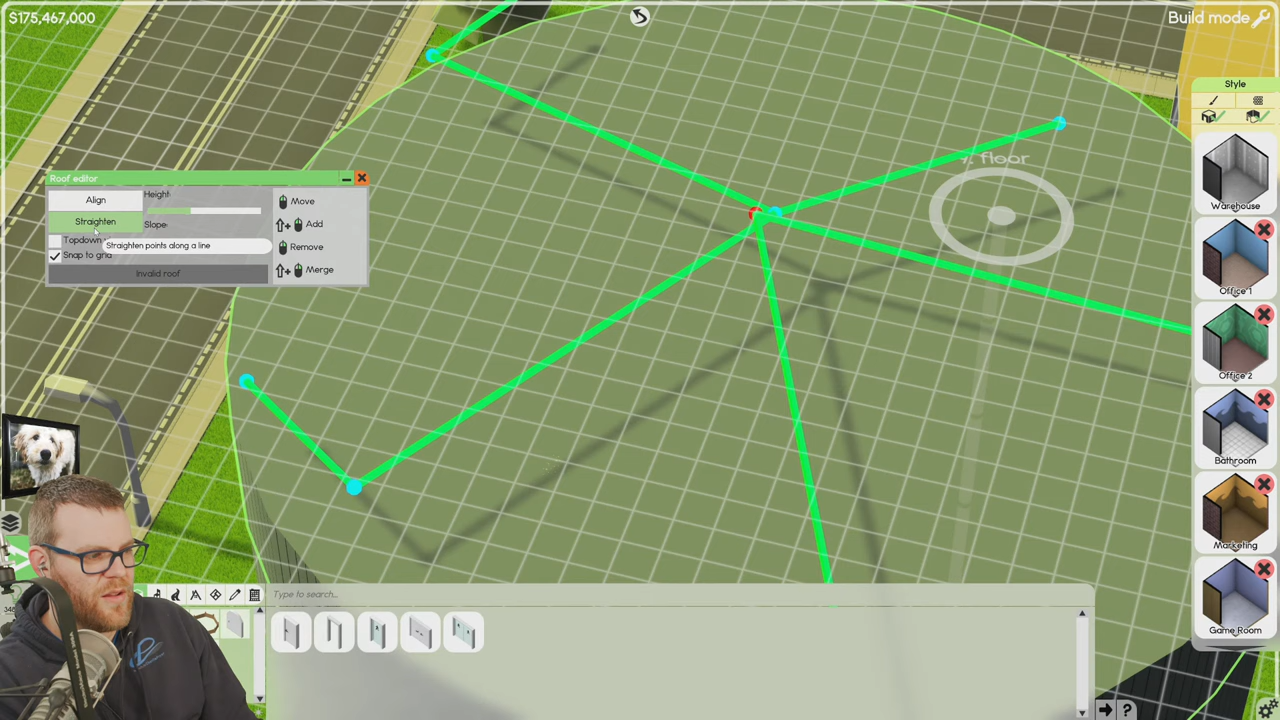 $175,467,000
Build mode
Style
Warehouse
Office 1
Office 2
Bathroom
Marketing
Game Room
floor
Roof editor
Align
Height
Straighten
Slope
Topdown
Straighten points along a line
Snap to grid
Invalid roof
Move
Add
Remove
Merge
Type to search...
?